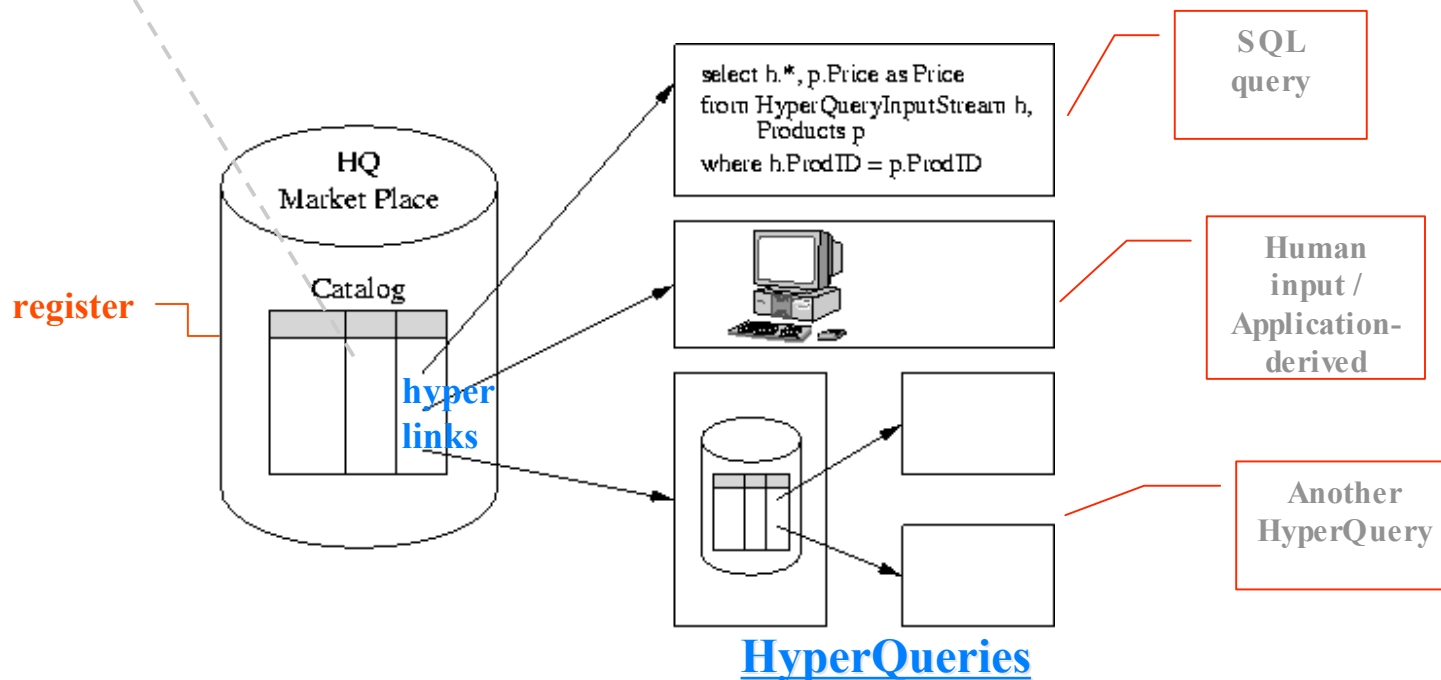 SQL
query
select h.*, p.Price as Price
from HyperQueryInputStream h,
Products p
where h.ProdID = p.ProdID
HQ
Market Place
Catalog
register
hyper
links
Human
input /
Application-
derived
Another
HyperQuery
HyperQueries